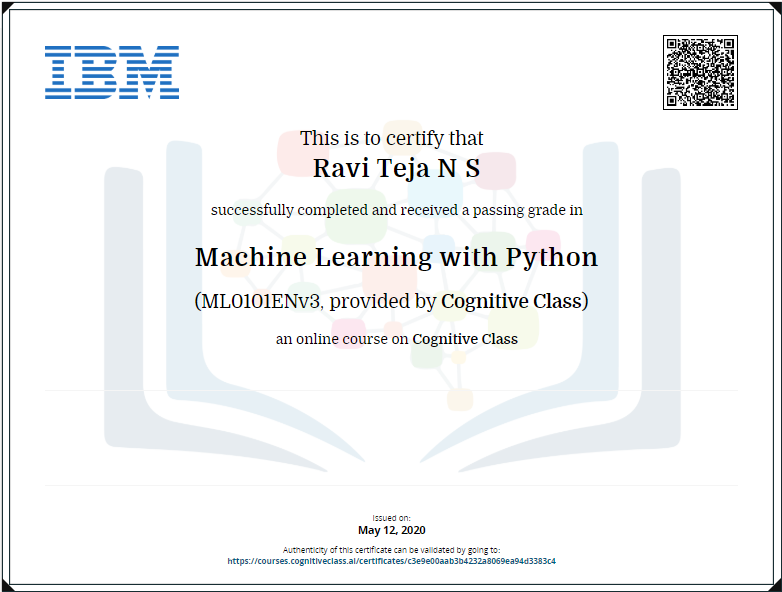 IBM
This is to certify that
Ravi Teja N S
successfully completed and received a passing grade in
Machine Learning with Python
(ML0101ENv3, provided by Cognitive Class)
an online course on Cognitive Class
Issued on:
May 12, 2020
Authenticity of this certificate can be validated by going to:
https://courses.cognitiveclass.ai/certificates/c3e9e00aab3b4232a8069ea94d3383c4